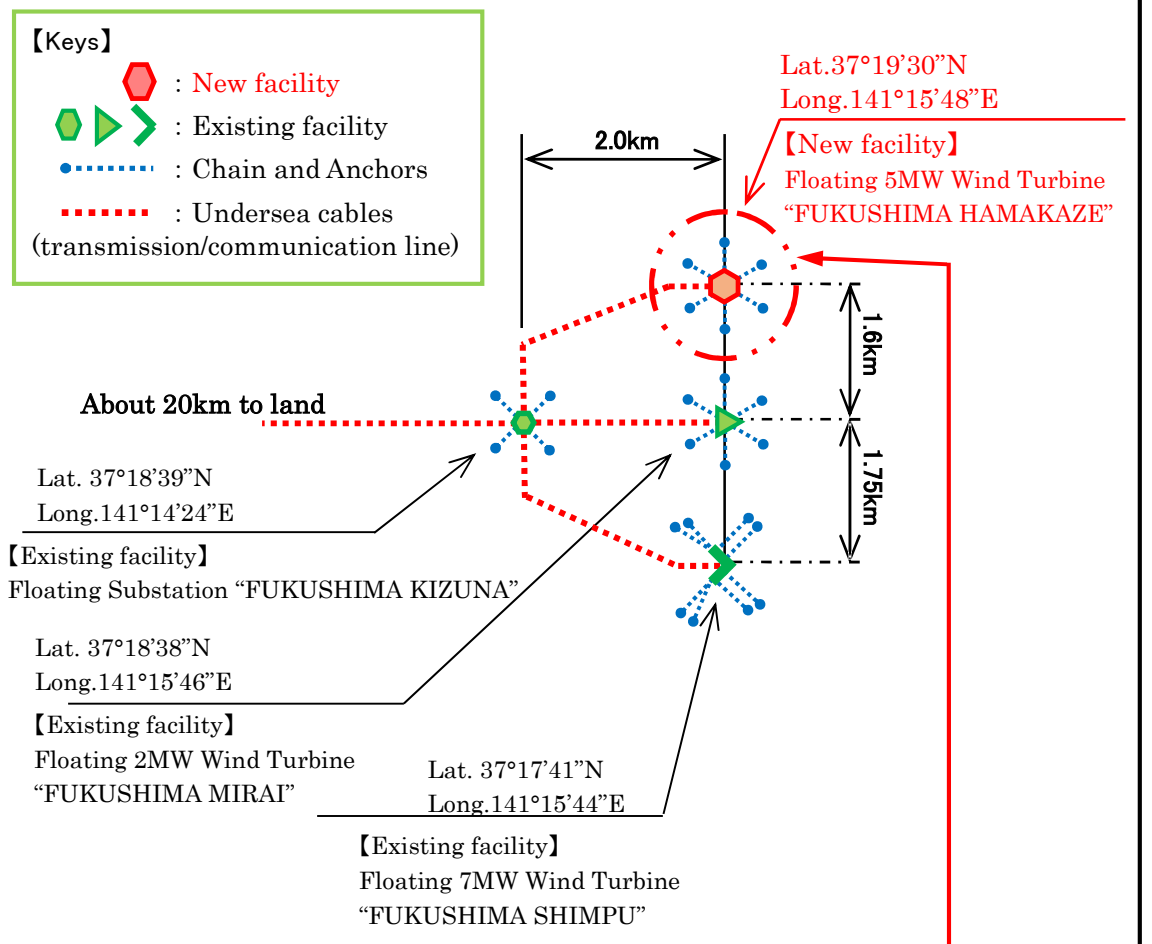 【Keys】
: New facility
: Existing facility
: Chain and Anchors
: Undersea cables
(transmission/communication line)
Lat.37°19’30”N
Long.141°15’48”E
【New facility】
Floating 5MW Wind Turbine
“FUKUSHIMA HAMAKAZE”
2.0km
1.6km
1.75km
About 20km to land
Lat. 37°18’39”N
Long.141°14’24”E
【Existing facility】
Floating Substation “FUKUSHIMA KIZUNA”
Lat. 37°18’38”N
Long.141°15’46”E
【Existing facility】
Floating 2MW Wind Turbine
“FUKUSHIMA MIRAI”
Lat. 37°17’41”N
Long.141°15’44”E
【Existing facility】
Floating 7MW Wind Turbine
“FUKUSHIMA SHIMPU”